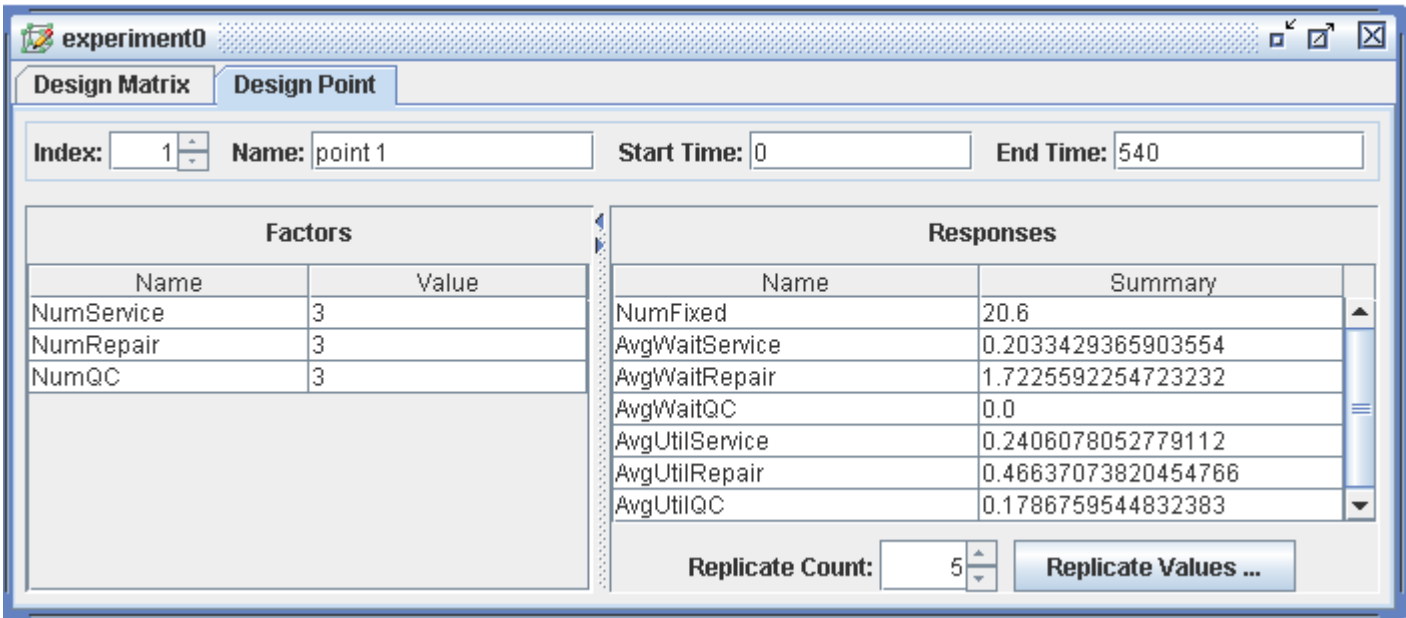 experiment0
Design Matrix Design Point
Index: 1 Name: point 1 Start Time: 0 End Time: 540
Factors
Name Value
NumService 3
NumRepair 3
NumQC 3
Responses
Name Summary
NumFixed 20.6
AvgWaitService 0.2033429365903554
AvgWaitRepair 1.7225592254723232
AvgWaitQC 0.0
AvgUtilService 0.2406078052779112
AvgUtilRepair 0.46637073820454766
AvgUtilQC 0.1786759544832383
Replicate Count: 5 Replicate Values ...